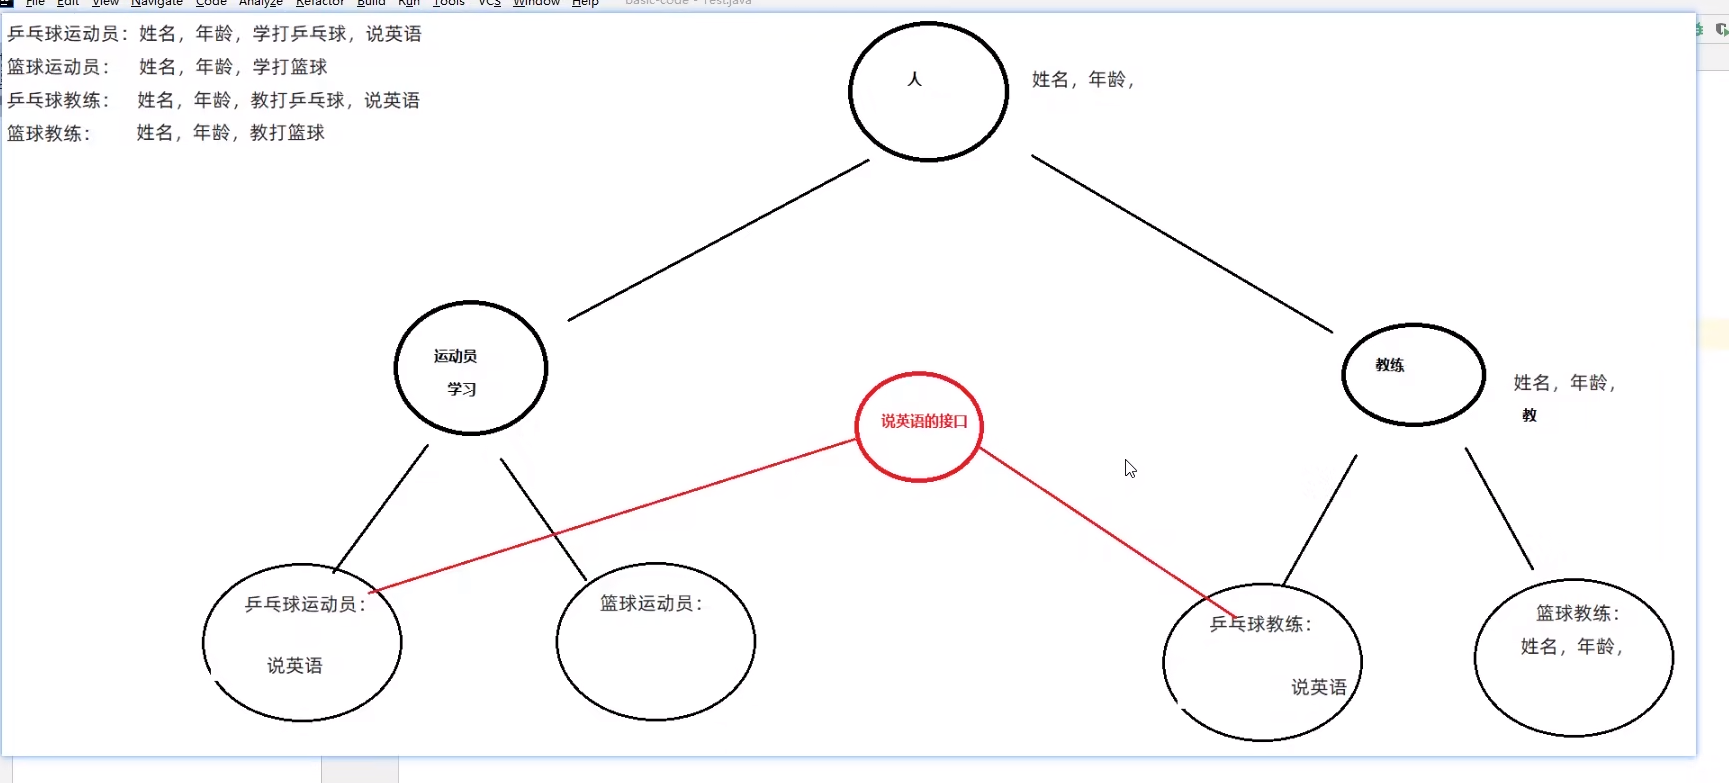 File Edit View Navigate Code Analyze Refactor Build Run Tools VCS Window Help basic-code - Test.java
乒乓球运动员：姓名，年龄，学打乒乓球，说英语
篮球运动员： 姓名，年龄，学打篮球
乒乓球教练： 姓名，年龄，教打乒乓球，说英语
篮球教练： 姓名，年龄，教打篮球
人
姓名，年龄，
运动员
学习
说英语的接口
教练
姓名，年龄，
教
乒乓球运动员：
说英语
篮球运动员：
乒乓球教练：
说英语
篮球教练：
姓名，年龄，